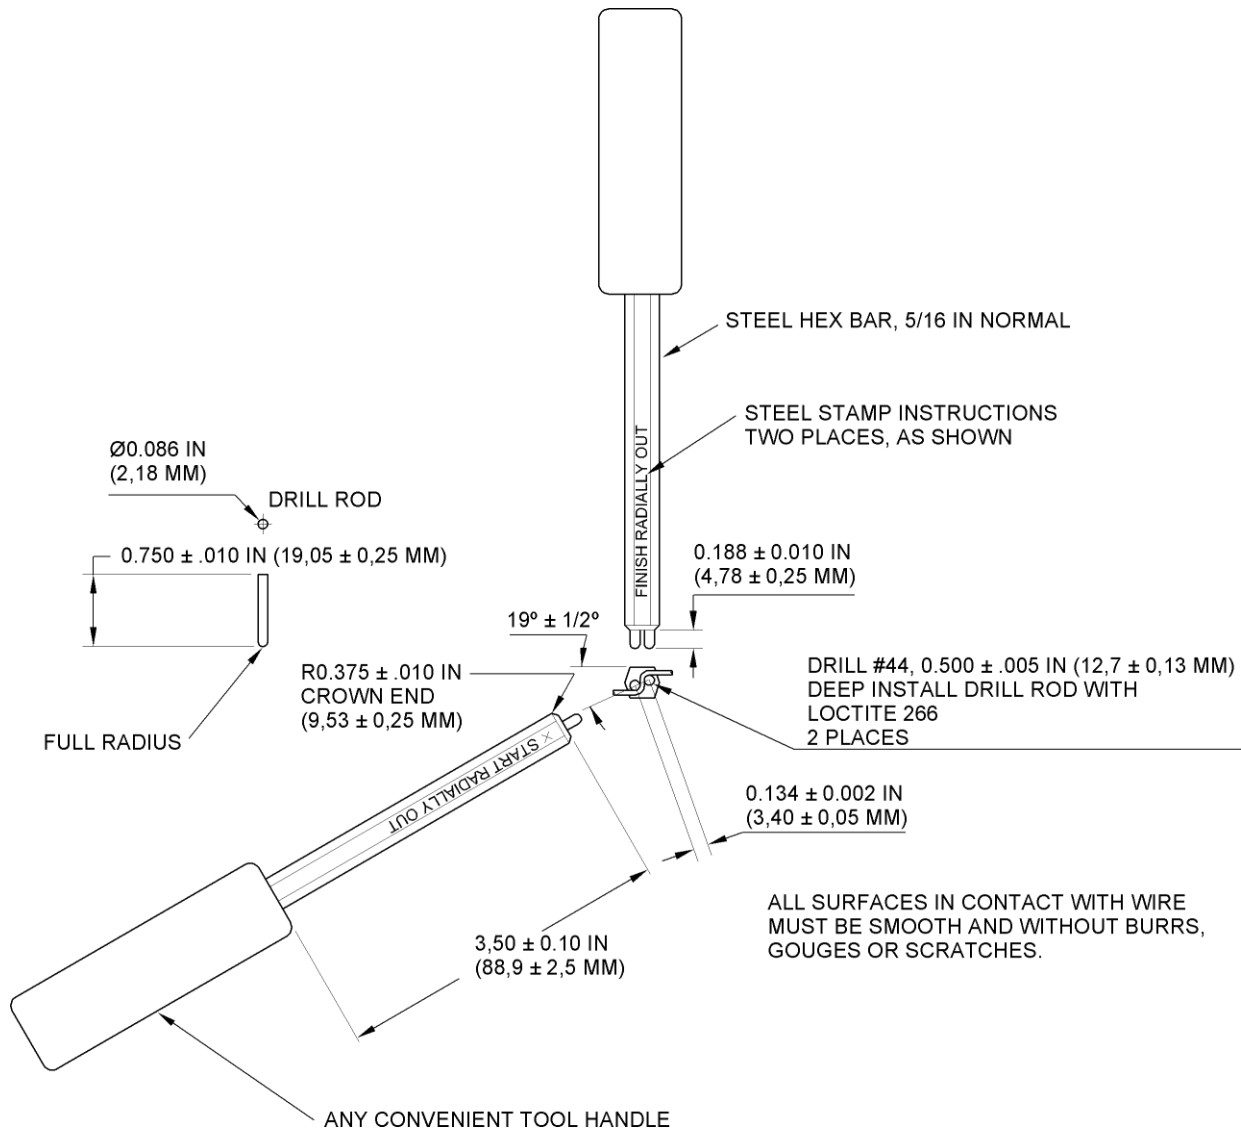 STEEL HEX BAR, 5/16 IN NORMAL
STEEL STAMP INSTRUCTIONS
TWO PLACES, AS SHOWN
FINISH RADIALLY OUT
Ø0.086 IN
(2,18 MM)
DRILL ROD
0.750 ± .010 IN (19,05 ± 0,25 MM)
FULL RADIUS
0.188 ± 0.010 IN
(4,78 ± 0,25 MM)
19º ± 1/2º
R0.375 ± .010 IN
CROWN END
(9,53 ± 0,25 MM)
DRILL #44, 0.500 ± .005 IN (12,7 ± 0,13 MM)
DEEP INSTALL DRILL ROD WITH
LOCTITE 266
2 PLACES
X START RADIALLY OUT
0.134 ± 0.002 IN
(3,40 ± 0,05 MM)
ALL SURFACES IN CONTACT WITH WIRE
MUST BE SMOOTH AND WITHOUT BURRS,
GOUGES OR SCRATCHES.
3,50 ± 0.10 IN
(88,9 ± 2,5 MM)
ANY CONVENIENT TOOL HANDLE